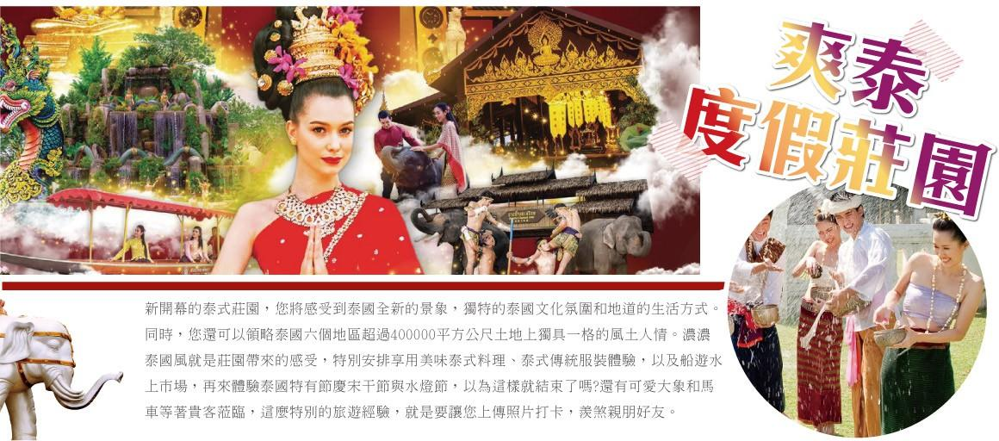 爽泰
度假莊園
新開幕的泰式莊園，您將感受到泰國全新的景象，獨特的泰國文化氛圍和地道的生活方式。
同時，您還可以領略泰國六個地區超過400000平方公尺土地上獨具一格的風土人情。濃濃
泰國風就是莊園帶來的感受，特別安排享用美味泰式料理、泰式傳統服裝體驗，以及船遊水
上市場，再來體驗泰國特有節慶宋干節與水燈節，以為這樣就結束了嗎?還有可愛大象和馬
車等著貴客蒞臨，這麼特別的旅遊經驗，就是要讓您上傳照片打卡，羨煞親朋好友。